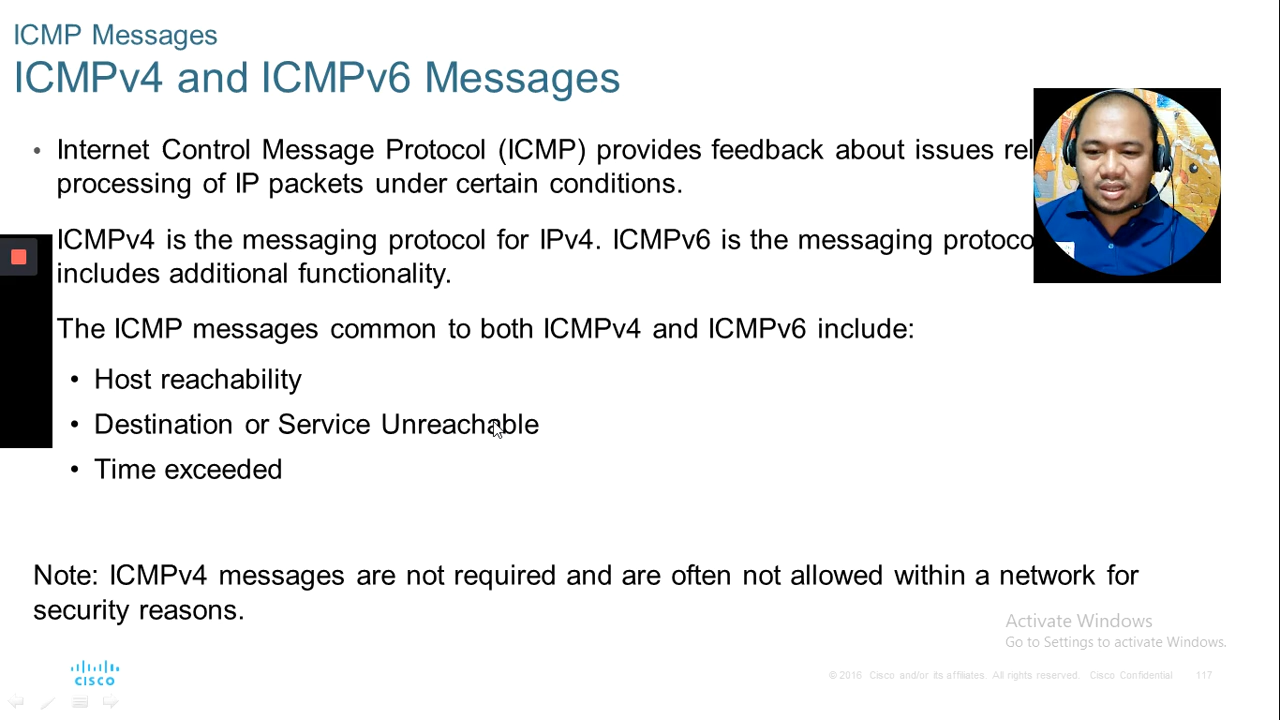 ICMP Messages
ICMPv4 and ICMPv6 Messages
• Internet Control Message Protocol (ICMP) provides feedback about issues
processing of IP packets under certain conditions.
ICMPv4 is the messaging protocol for IPv4. ICMPv6 is the messaging
includes additional functionality.
The ICMP messages common to both ICMPv4 and ICMPv6 include:
• Host reachability
• Destination or Service Unreachable
• Time exceeded
Note: ICMPv4 messages are not required and are often not allowed within a network for
security reasons.
Activate Windows
Go to Settings to activate Windows.
CISCO
© 2016 Cisco and/or its affiliates. All rights reserved. Cisco Confidential 117